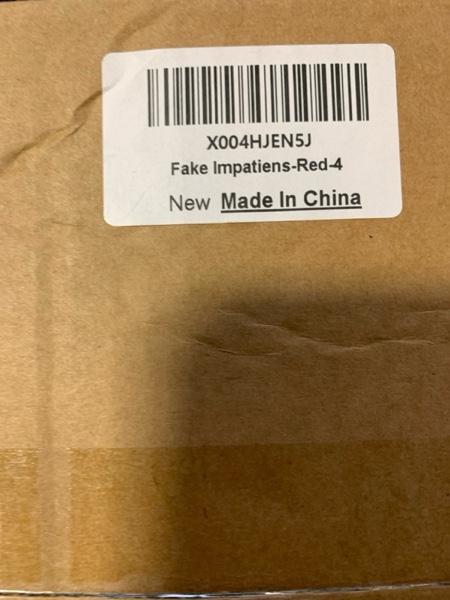 X004HJEN5J
Fake Impatiens-Red-4
New Made In China